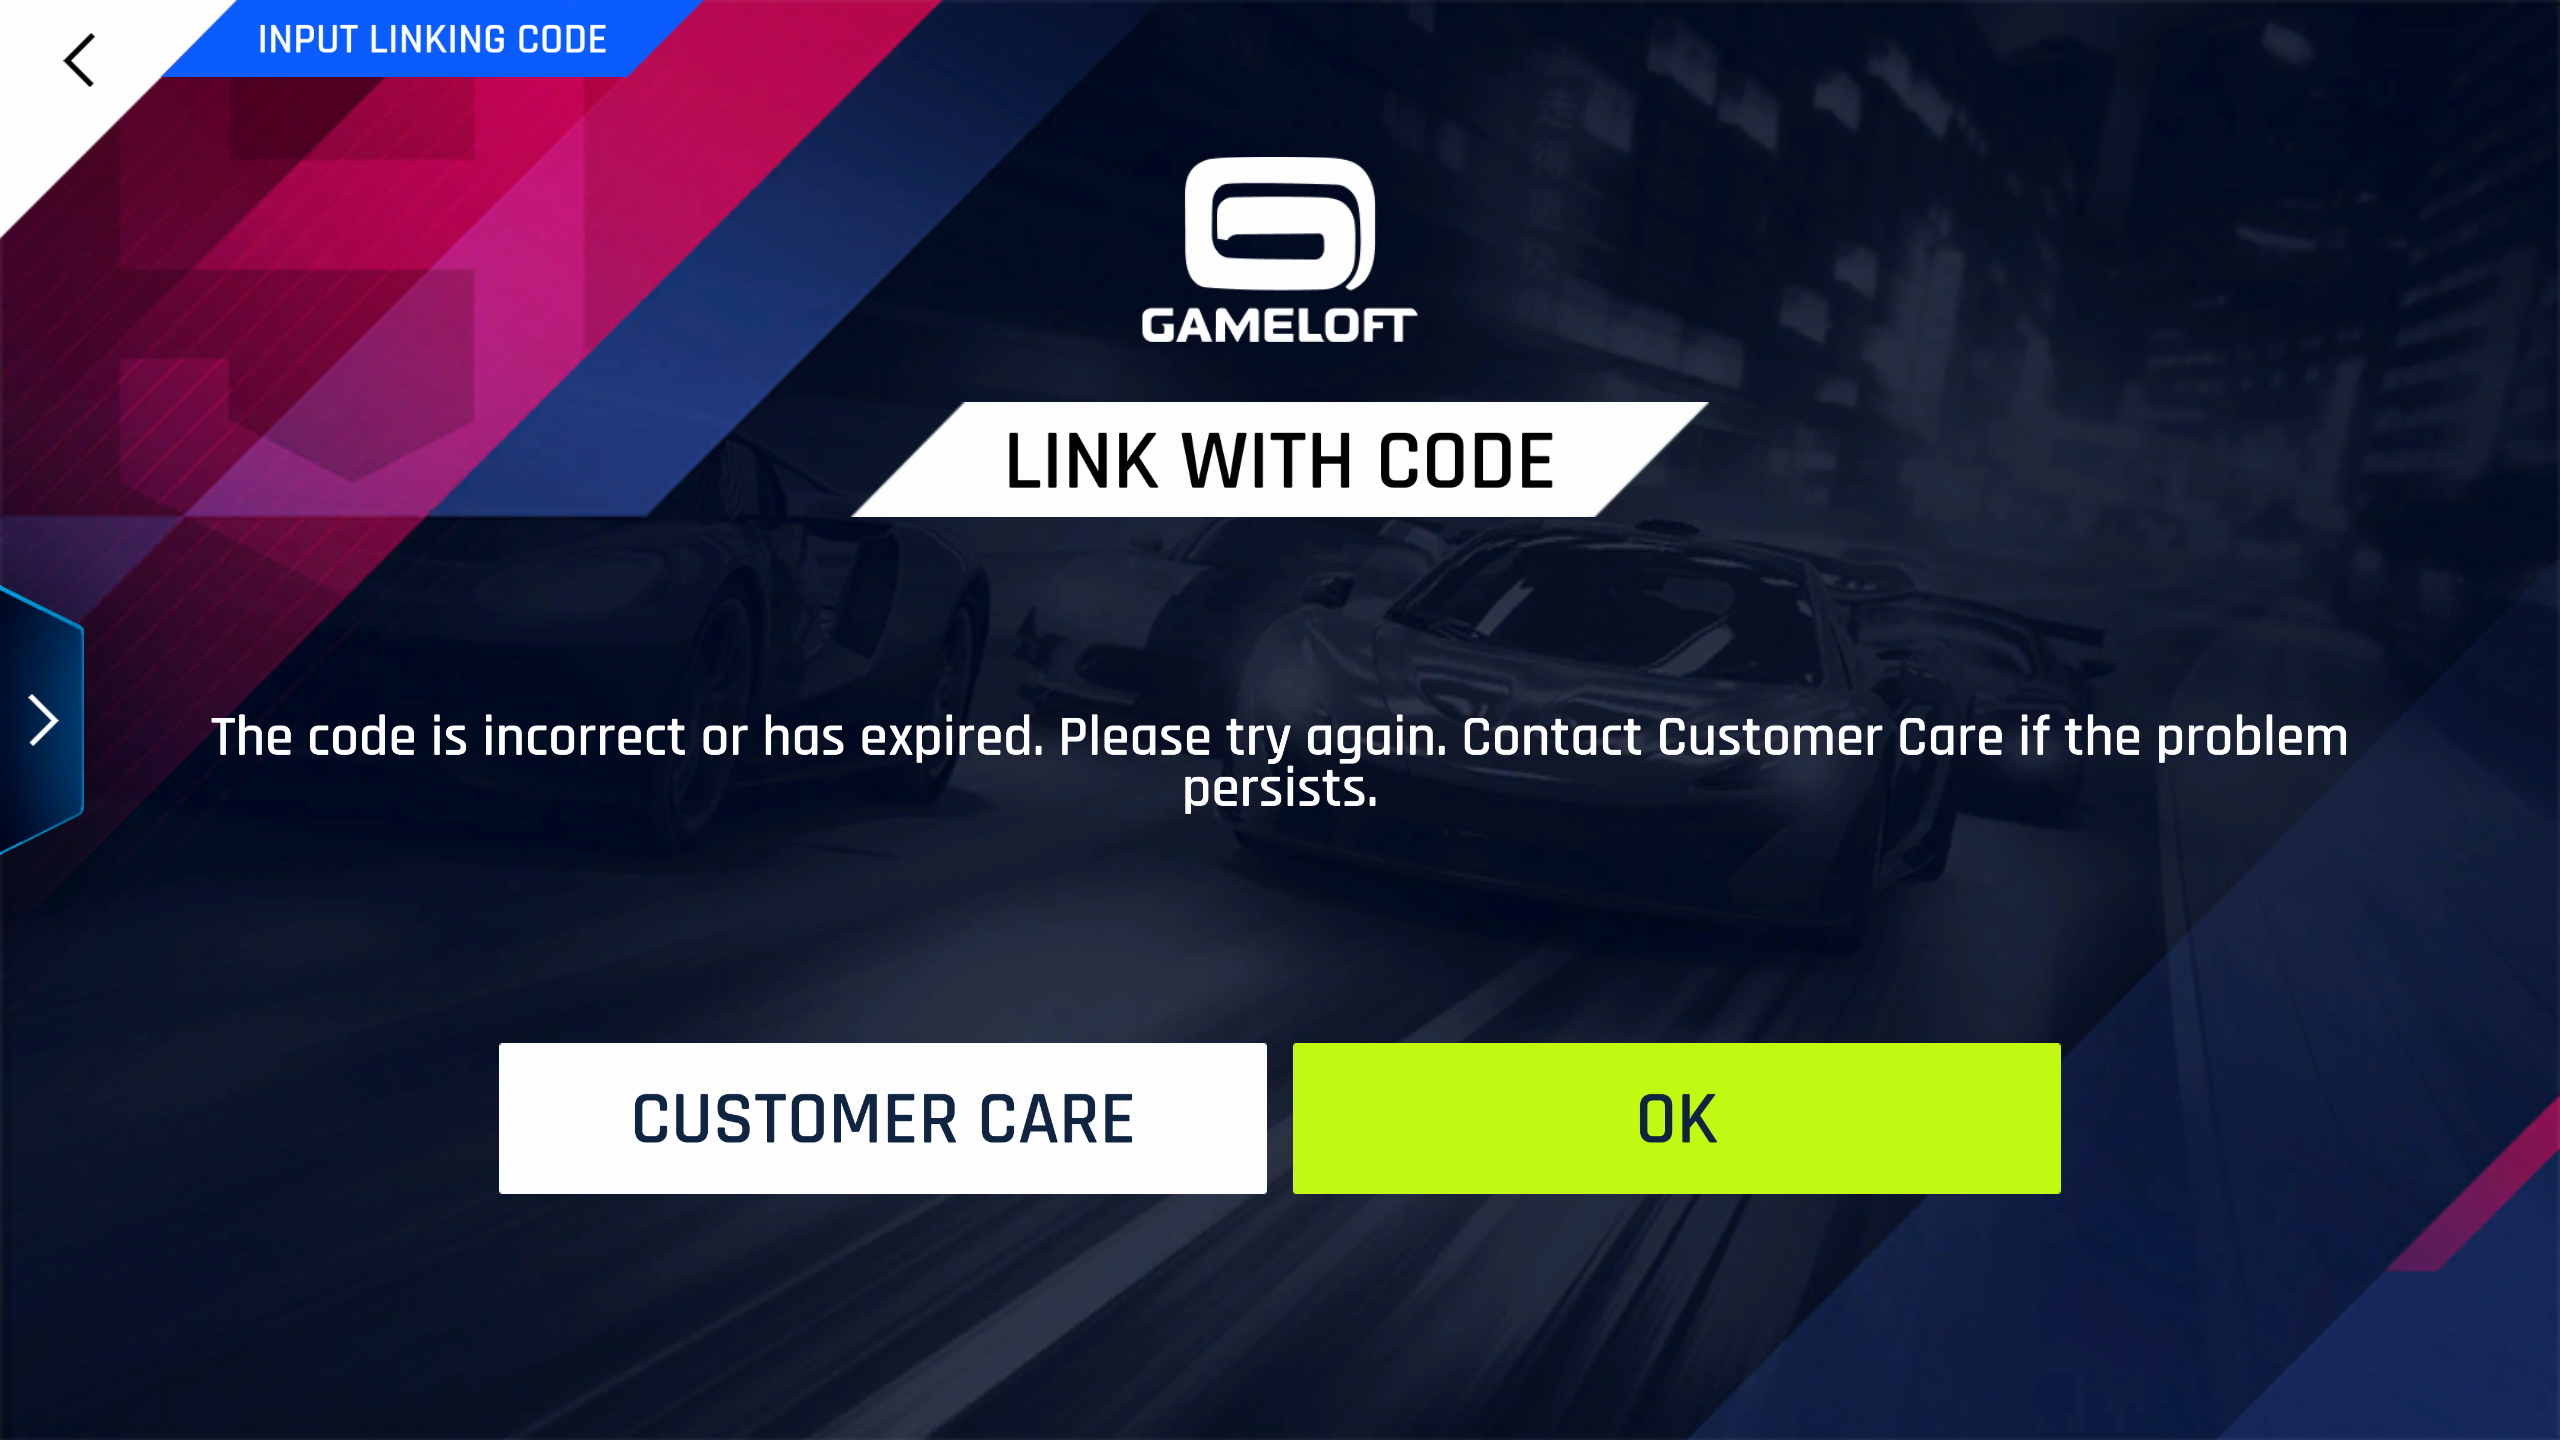 INPUT LINKING CODE
GAMELOFT
LINK WITH CODE
The code is incorrect or has expired. Please try again. Contact Customer Care if the problem
persists.
CUSTOMER CARE
OK